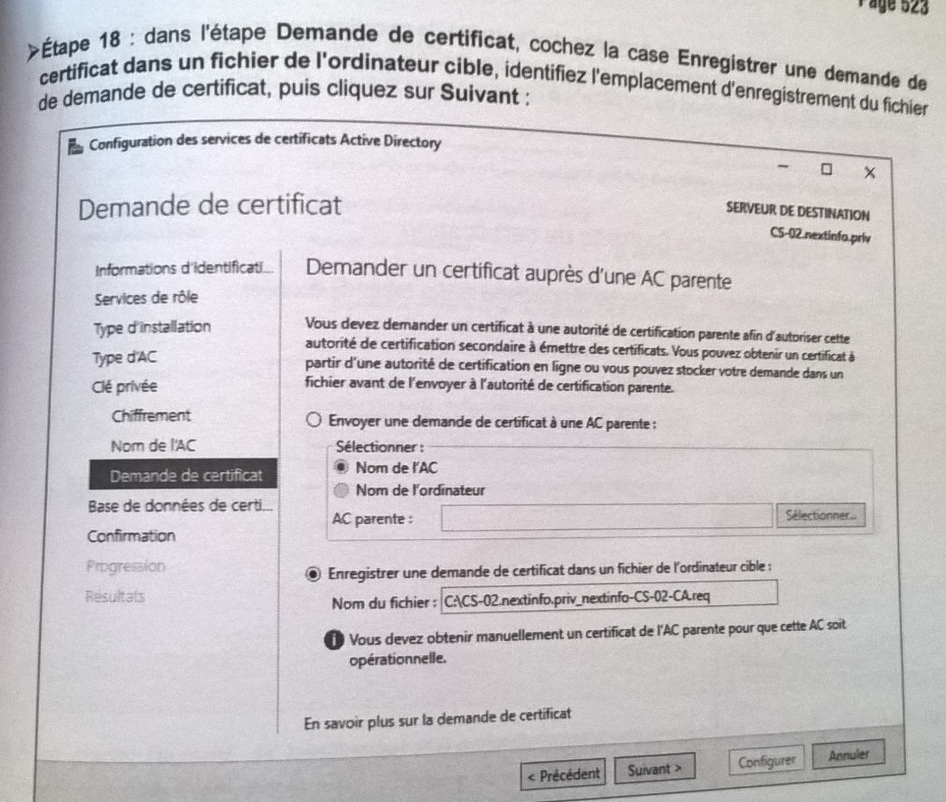 Page 523
➢Étape 18 : dans l'étape Demande de certificat, cochez la case Enregistrer une demande de
certificat dans un fichier de l'ordinateur cible, identifiez l'emplacement d'enregistrement du fichier
de demande de certificat, puis cliquez sur Suivant :
Configuration des services de certificats Active Directory
Demande de certificat
SERVEUR DE DESTINATION
CS-02.nextinfo.priv
Informations d'identificati...
Services de rôle
Type d'installation
Type d'AC
Clé privée
Chiffrement
Nom de l'AC
Demande de certificat
Base de données de certi...
Confirmation
Progression
Résultats
Demander un certificat auprès d'une AC parente
Vous devez demander un certificat à une autorité de certification parente afin d'autoriser cette
autorité de certification secondaire à émettre des certificats. Vous pouvez obtenir un certificat à
partir d'une autorité de certification en ligne ou vous pouvez stocker votre demande dans un
fichier avant de l'envoyer à l'autorité de certification parente.
Envoyer une demande de certificat à une AC parente :
Sélectionner :
Nom de l'AC
Nom de l'ordinateur
AC parente :
Sélectionner...
Enregistrer une demande de certificat dans un fichier de l'ordinateur cible :
Nom du fichier : C:\CS-02.nextinfo.priv_nextinfo-CS-02-CA.req
Vous devez obtenir manuellement un certificat de l'AC parente pour que cette AC soit
opérationnelle.
En savoir plus sur la demande de certificat
< Précédent
Suivant >
Configurer
Annuler